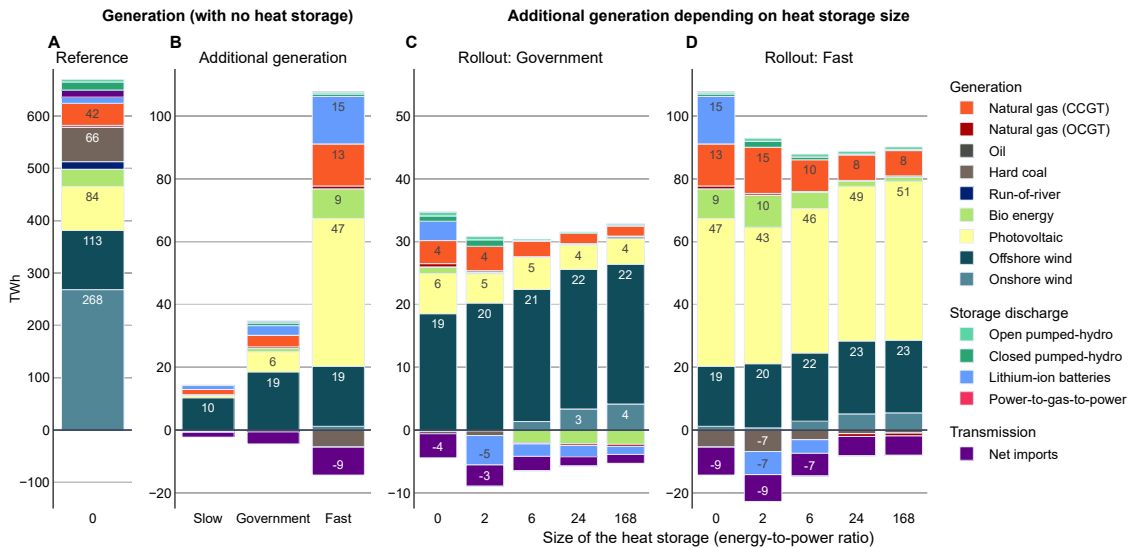 Generation (with no heat storage)
Additional generation depending on heat storage size
A
B
C
D
Reference
Additional generation
Rollout: Government
Rollout: Fast
TWh
600
500
400
300
200
100
0
−100
42
66
84
113
268
0
100
80
60
40
20
0
−20
10
6
19
15
13
9
47
19
-9
Slow
Government
Fast
50
40
30
20
10
0
−10
4
6
19
-4
4
5
20
-5
-3
5
21
4
22
3
4
22
4
0
2
6
24
168
100
80
60
40
20
0
−20
15
13
9
47
19
-9
15
10
43
20
-7
-7
-9
10
46
22
-7
8
49
23
8
51
23
0
2
6
24
168
Size of the heat storage (energy-to-power ratio)
Generation
Natural gas (CCGT)
Natural gas (OCGT)
Oil
Hard coal
Run-of-river
Bio energy
Photovoltaic
Offshore wind
Onshore wind
Storage discharge
Open pumped-hydro
Closed pumped-hydro
Lithium-ion batteries
Power-to-gas-to-power
Transmission
Net imports